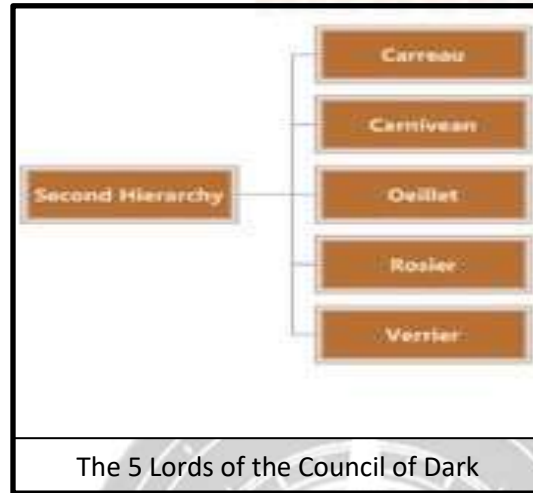 Carreau
Carnivean
Second Hierarchy
Oeillet
Rosier
Verrier
The 5 Lords of the Council of Dark